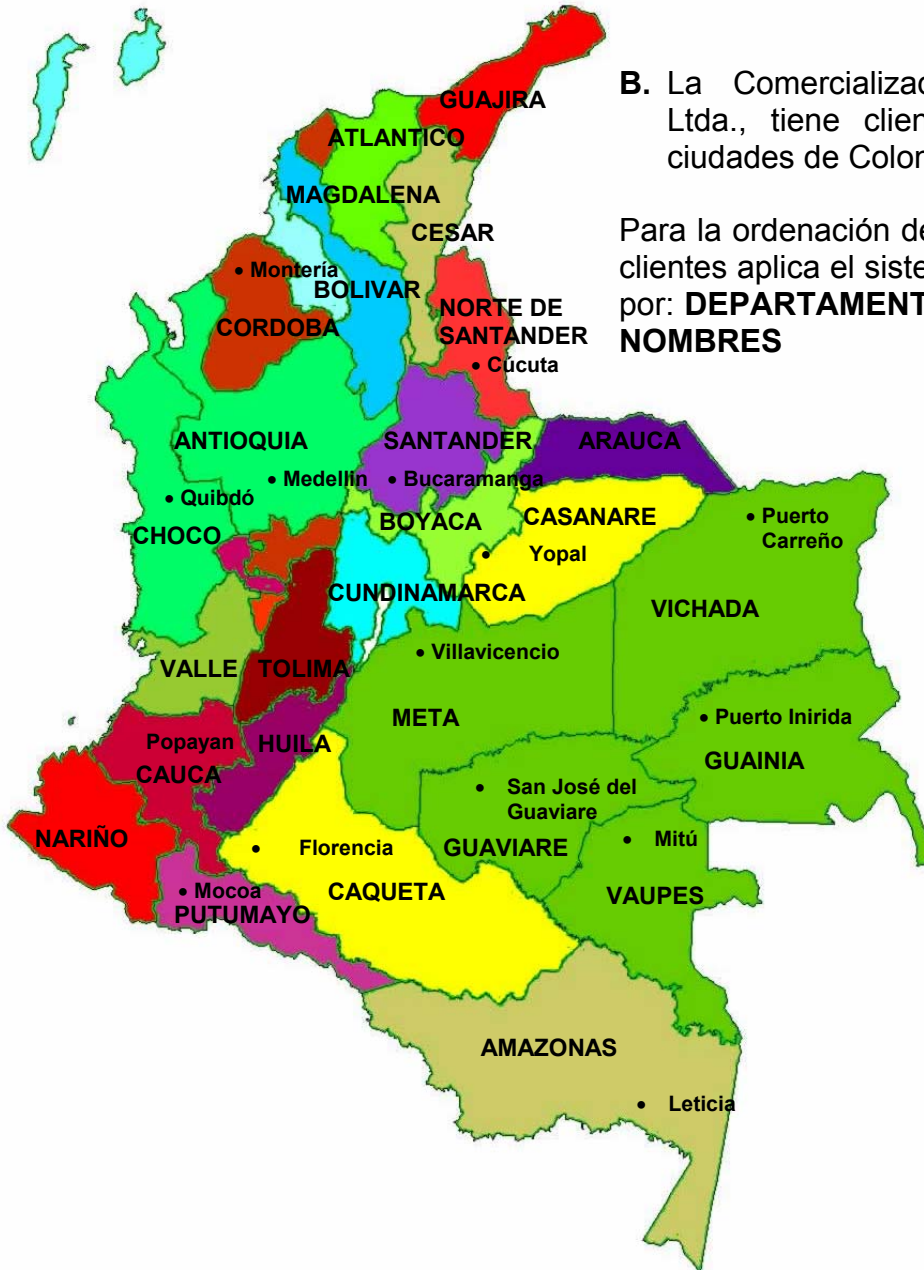 B. La Comercializad
Ltda., tiene clien
ciudades de Color
Para la ordenación de
clientes aplica el siste
por: DEPARTAMENT
NOMBRES
GUAJIRA
ATLANTICO
MAGDALENA
CESAR
• Montería
BOLIVAR
CORDOBA
NORTE DE
SANTANDER
• Cúcuta
ANTIOQUIA
SANTANDER
ARAUCA
• Medellin
• Bucaramanga
• Quibdó
CHOCO
BOYACA
CASANARE
• Yopal
• Puerto
Carreño
CUNDINAMARCA
VICHADA
VALLE
TOLIMA
• Villavicencio
META
• Puerto Inirida
GUAINIA
Popayan
CAUCA
HUILA
• San José del
Guaviare
GUAVIARE
• Mitú
VAUPES
NARIÑO
• Florencia
CAQUETA
• Mocoa
PUTUMAYO
AMAZONAS
• Leticia